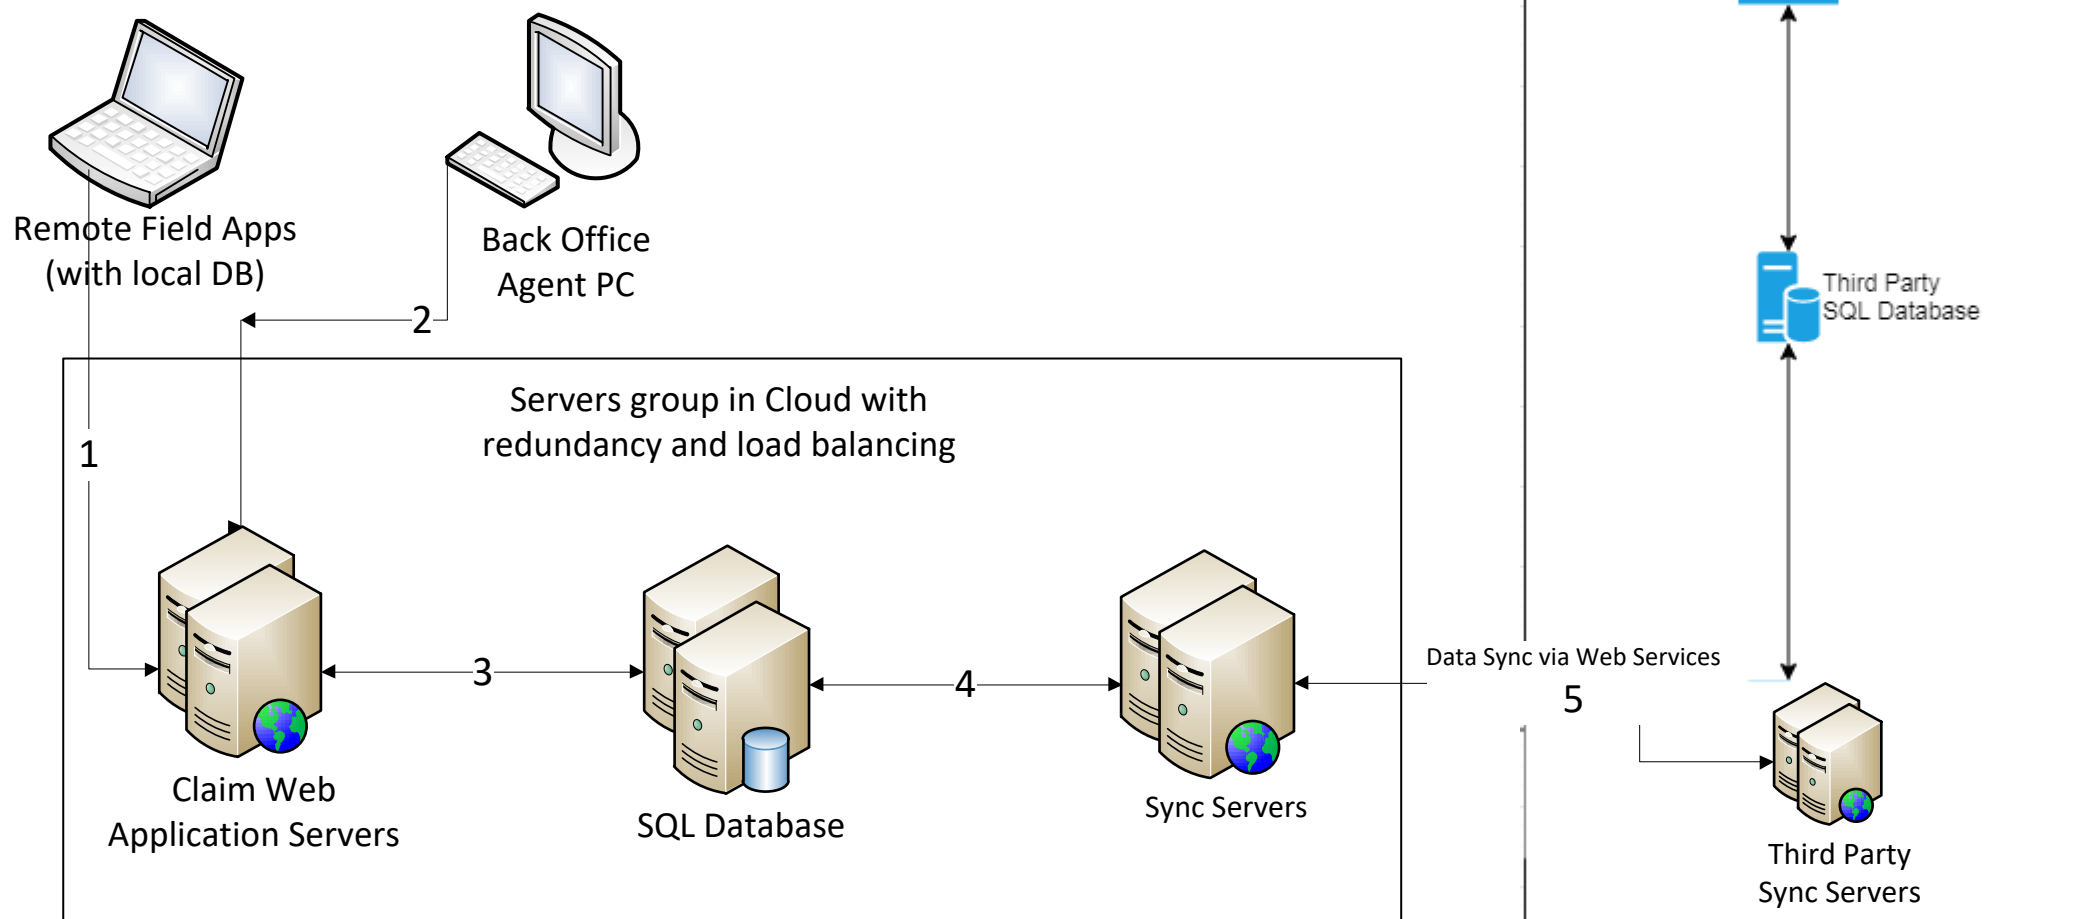 Remote Field Apps
(with local DB)
Back Office
Agent PC
2
Third Party
SQL Database
Servers group in Cloud with
redundancy and load balancing
1
3
4
Data Sync via Web Services
5
Claim Web
Application Servers
SQL Database
Sync Servers
Third Party
Sync Servers